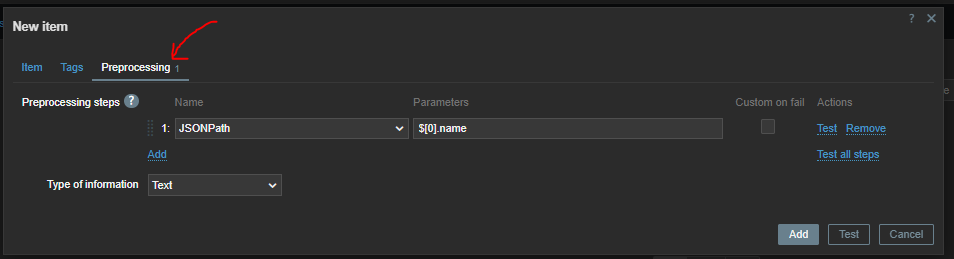 New item
?
Item Tags Preprocessing 1
Preprocessing steps ? Name Parameters Custom on fail Actions
1: JSONPath $[0].name Test Remove
Add Test all steps
Type of information Text
Add Test Cancel